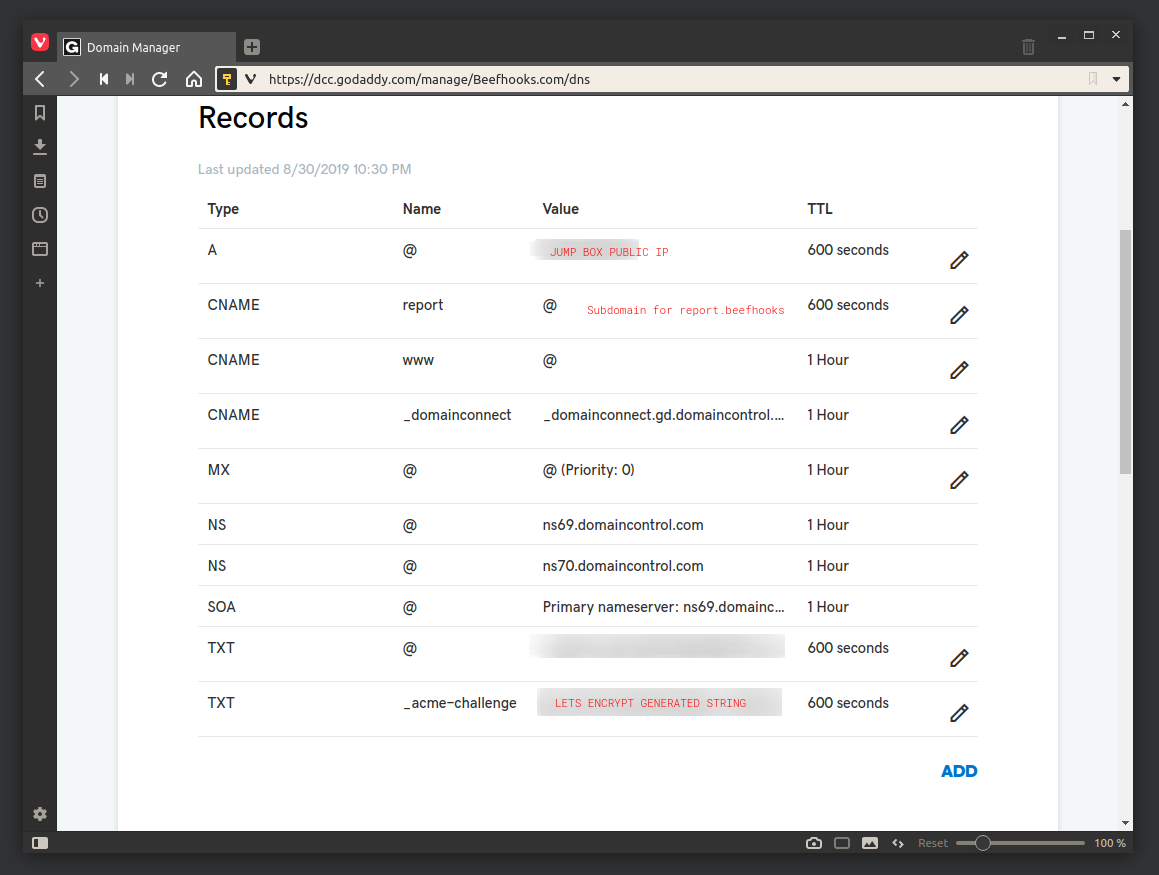 Domain Manager
https://dcc.godaddy.com/manage/Beefhooks.com/dns
Records
Last updated 8/30/2019 10:30 PM
Type Name Value TTL
A @ JUMP BOX PUBLIC IP 600 seconds
CNAME report @ Subdomain for report.beefhooks 600 seconds
CNAME www @ 1 Hour
CNAME _domainconnect _domainconnect.gd.domaincontrol.... 1 Hour
MX @ @ (Priority: 0) 1 Hour
NS @ ns69.domaincontrol.com 1 Hour
NS @ ns70.domaincontrol.com 1 Hour
SOA @ Primary nameserver: ns69.domainc... 1 Hour
TXT @ 600 seconds
TXT _acme-challenge LETS ENCRYPT GENERATED STRING 600 seconds
ADD
Reset 100 %